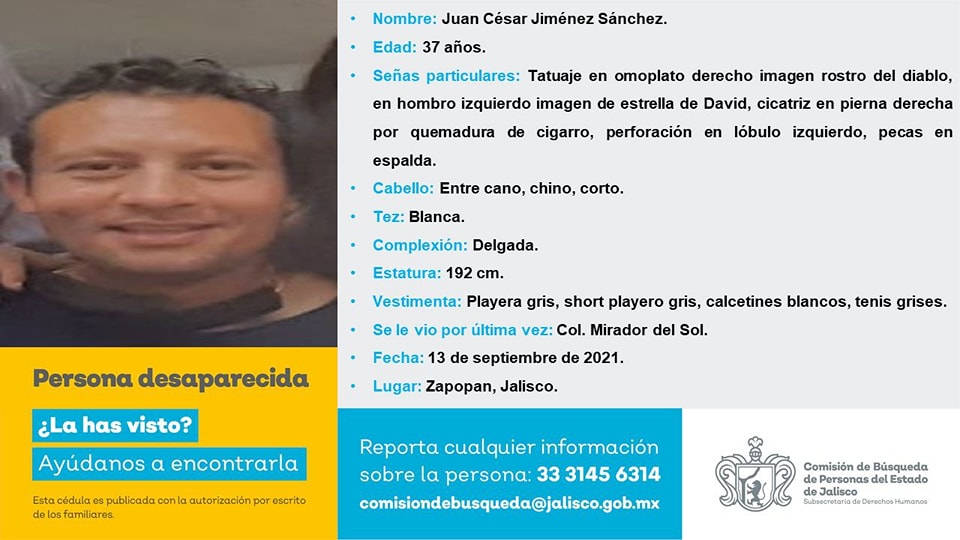 • Nombre: Juan César Jiménez Sánchez.
• Edad: 37 años.
• Señas particulares: Tatuaje en omoplato derecho imagen rostro del diablo,
en hombro izquierdo imagen de estrella de David, cicatriz en pierna derecha
por quemadura de cigarro, perforación en lóbulo izquierdo, pecas en
espalda.
• Cabello: Entre cano, chino, corto.
• Tez: Blanca.
• Complexión: Delgada.
• Estatura: 192 cm.
• Vestimenta: Playera gris, short playero gris, calcetines blancos, tenis grises.
• Se le vio por última vez: Col. Mirador del Sol.
• Fecha: 13 de septiembre de 2021.
• Lugar: Zapopan, Jalisco.
Persona desaparecida
¿La has visto?
Ayúdanos a encontrarla
Esta cédula es publicada con la autorización por escrito
de los familiares.
Reporta cualquier información
sobre la persona: 33 3145 6314
comisiondebusqueda@jalisco.gob.mx
Comisión de Búsqueda
de Personas del Estado
de Jalisco
Subsecretaría de Derechos Humanos